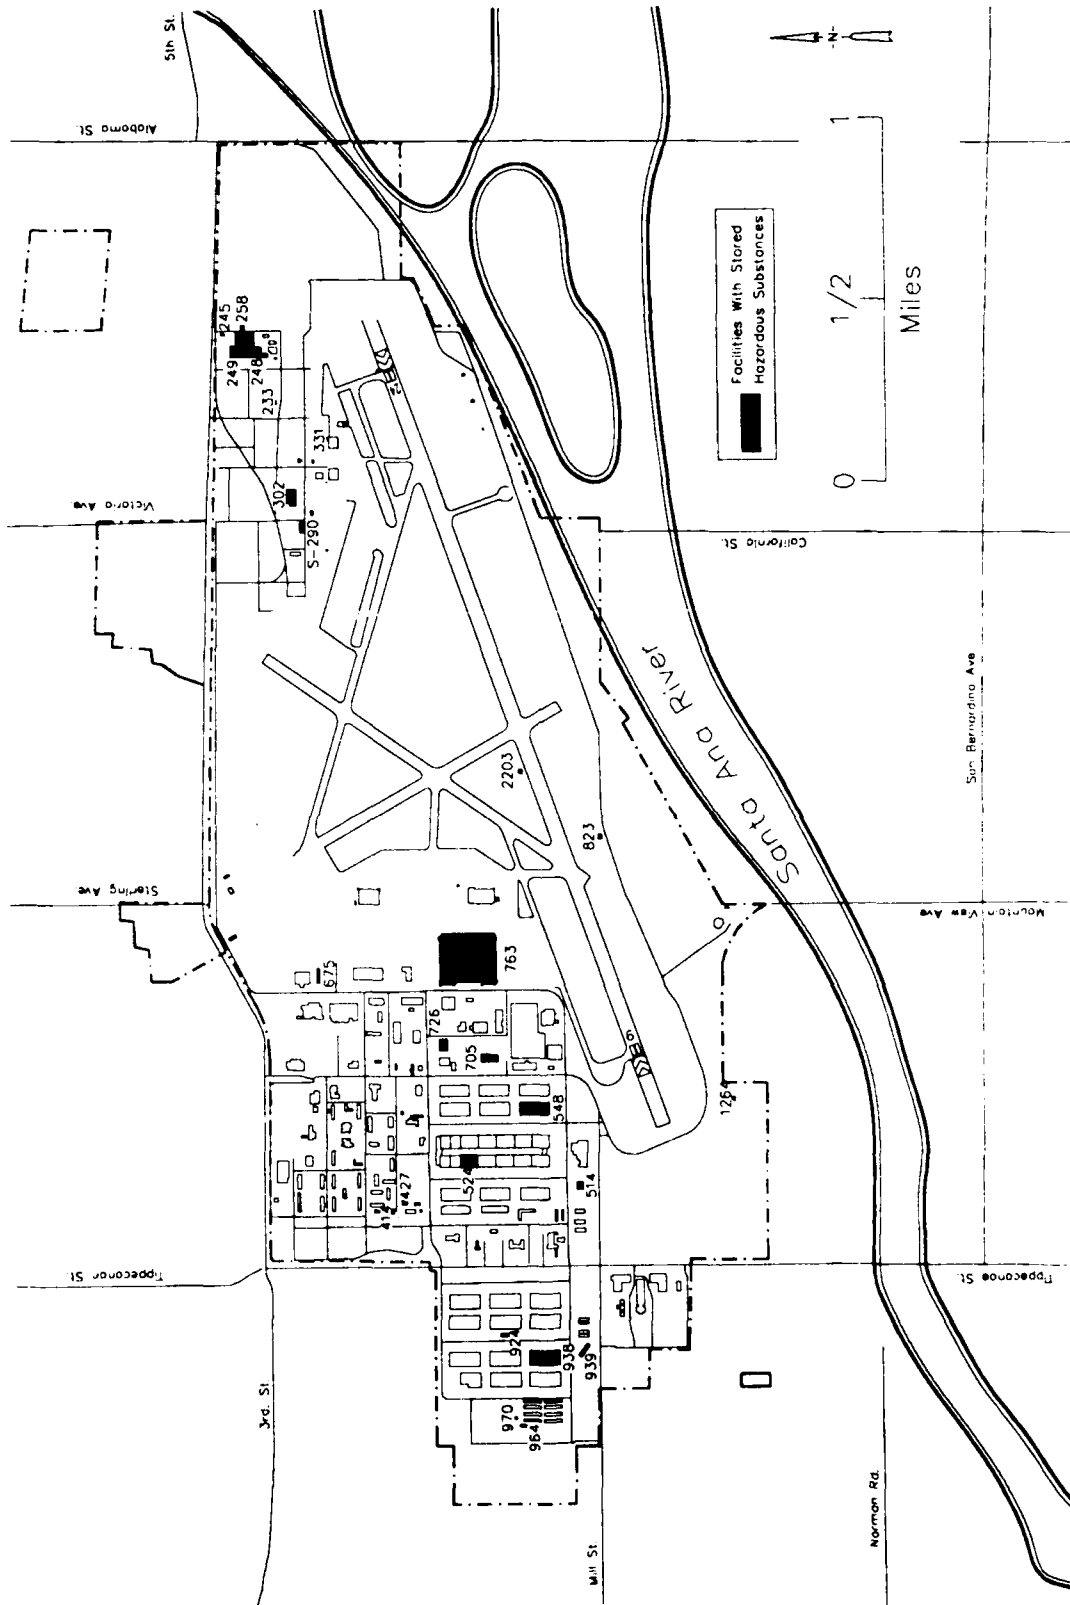 5th St.
Alabama St.
245
258
249
248
233
331
302
S-290
Victoria Ave.
California St.
Facilities With Stored
Hazardous Substances
0
1/2
1
Miles
N
Santa Ana River
San Bernardino Ave
2203
823
Sterling Ave
Mountain View Ave
763
675
726
705
6
548
1264
524
514
427
414
Tippecanoe St.
Tippecanoe St.
924
938
939
970
964
3rd. St.
Mill St.
Norman Rd.